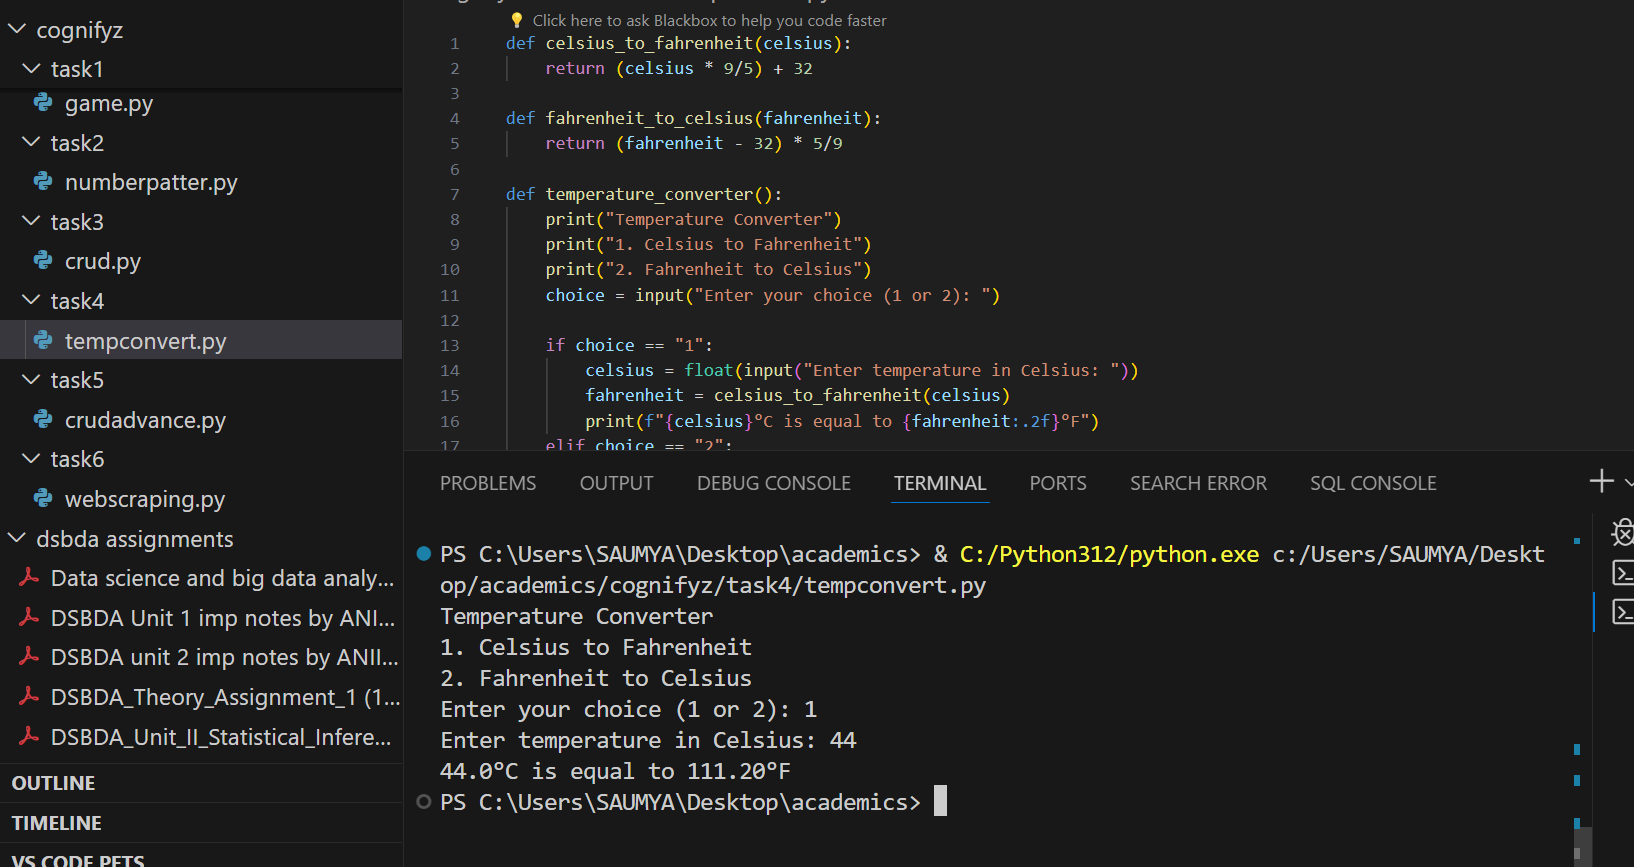 cognifyz
task1
game.py
task2
numberpatter.py
task3
crud.py
task4
tempconvert.py
task5
crudadvance.py
task6
webscraping.py
dsbda assignments
Data science and big data analy...
DSBDA Unit 1 imp notes by ANI...
DSBDA unit 2 imp notes by ANII...
DSBDA_Theory_Assignment_1 (1...
DSBDA_Unit_II_Statistical_Infere...
OUTLINE
TIMELINE
VS CODE PETS
Click here to ask Blackbox to help you code faster
1 def celsius_to_fahrenheit(celsius):
2     return (celsius * 9/5) + 32
3
4 def fahrenheit_to_celsius(fahrenheit):
5     return (fahrenheit - 32) * 5/9
6
7 def temperature_converter():
8     print("Temperature Converter")
9     print("1. Celsius to Fahrenheit")
10     print("2. Fahrenheit to Celsius")
11     choice = input("Enter your choice (1 or 2): ")
12
13     if choice == "1":
14         celsius = float(input("Enter temperature in Celsius: "))
15         fahrenheit = celsius_to_fahrenheit(celsius)
16         print(f"{celsius}°C is equal to {fahrenheit:.2f}°F")
17     elif choice == "2":
PROBLEMS OUTPUT DEBUG CONSOLE TERMINAL PORTS SEARCH ERROR SQL CONSOLE
PS C:\Users\SAUMYA\Desktop\academics> & C:/Python312/python.exe c:/Users/SAUMYA/Deskt
op/academics/cognifyz/task4/tempconvert.py
Temperature Converter
1. Celsius to Fahrenheit
2. Fahrenheit to Celsius
Enter your choice (1 or 2): 1
Enter temperature in Celsius: 44
44.0°C is equal to 111.20°F
PS C:\Users\SAUMYA\Desktop\academics>